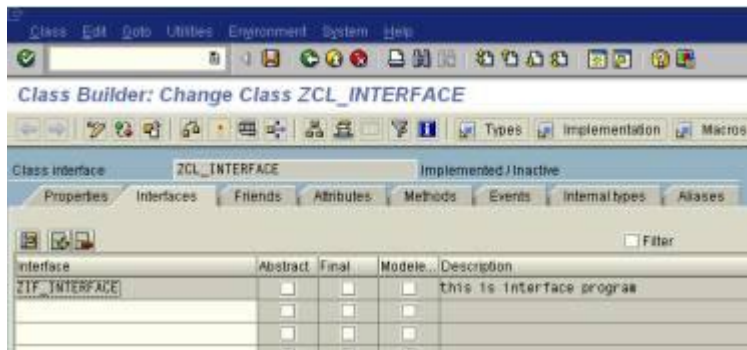 Class Edit Goto Utilities Environment System Help
Class Builder: Change Class ZCL_INTERFACE
Types Implementation Macros
Class interface ZCL_INTERFACE Implemented / Inactive
Properties Interfaces Friends Attributes Methods Events Internal types Aliases
Filter
Interface Abstract Final Modele... Description
ZIF_INTERFACE this is interface program